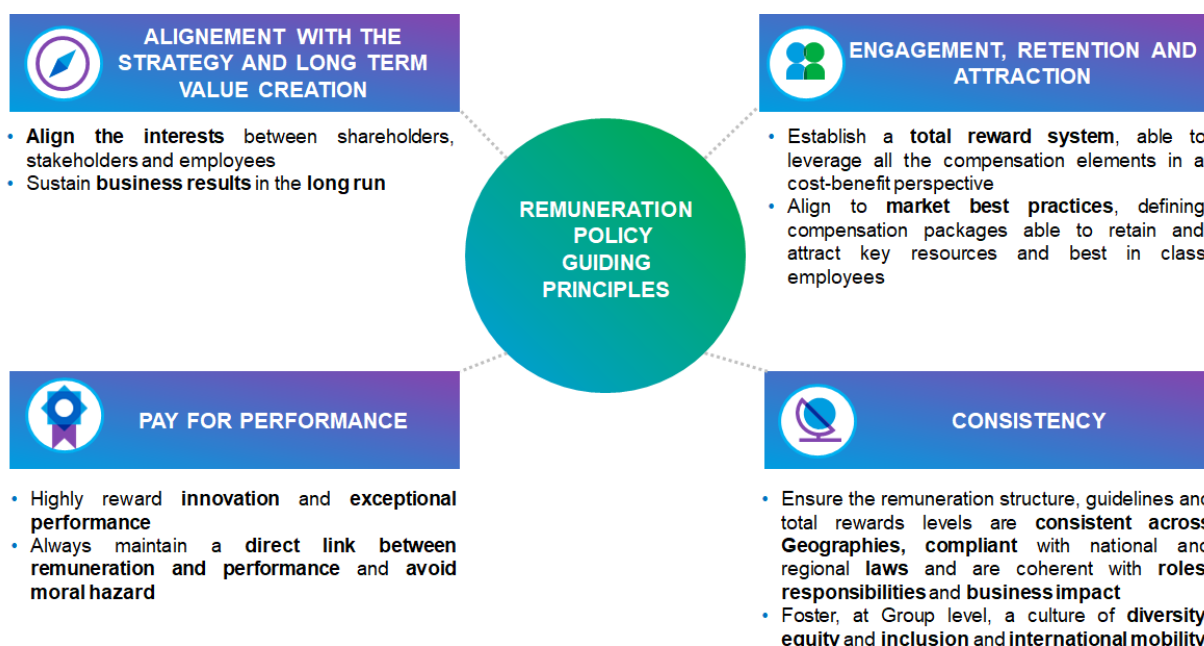 ALIGNEMENT WITH THE
STRATEGY AND LONG TERM
VALUE CREATION
• Align the interests between shareholders,
stakeholders and employees
• Sustain business results in the long run
ENGAGEMENT, RETENTION AND
ATTRACTION
• Establish a total reward system, able to
leverage all the compensation elements in a
cost-benefit perspective
• Align to market best practices, defining
compensation packages able to retain and
attract key resources and best in class
employees
REMUNERATION
POLICY
GUIDING
PRINCIPLES
PAY FOR PERFORMANCE
• Highly reward innovation and exceptional
performance
• Always maintain a direct link between
remuneration and performance and avoid
moral hazard
CONSISTENCY
• Ensure the remuneration structure, guidelines and
total rewards levels are consistent across
Geographies, compliant with national and
regional laws and are coherent with roles
responsibilities and business impact
• Foster, at Group level, a culture of diversity
equity and inclusion and international mobility